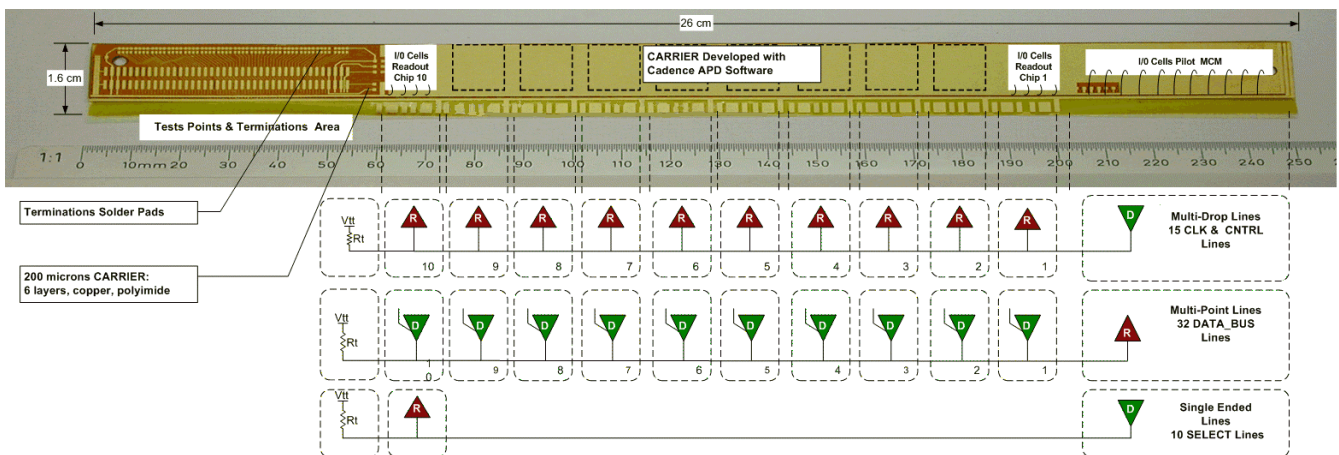 26 cm
1.6 cm
I/0 Cells
Readout
Chip 10
CARRIER Developed with
Cadence APD Software
I/0 Cells
Readout
Chip 1
I/0 Cells Pilot MCM
Tests Points & Terminations Area
1:1 0 10mm 20 30 40 50 60 70 80 90 100 110 120 130 140 150 160 170 180 190 200 210 220 230 240 250
Terminations Solder Pads
200 microns CARRIER:
6 layers, copper, polyimide
Vtt
Rt
R R R R R R R R R R D
10 9 8 7 6 5 4 3 2 1
Multi-Drop Lines
15 CLK & CNTRL
Lines
Vtt
Rt
D D D D D D D D D D R
1
0 9 8 7 6 5 4 3 2 1
Multi-Point Lines
32 DATA_BUS
Lines
Vtt
Rt
R D
Single Ended
Lines
10 SELECT Lines